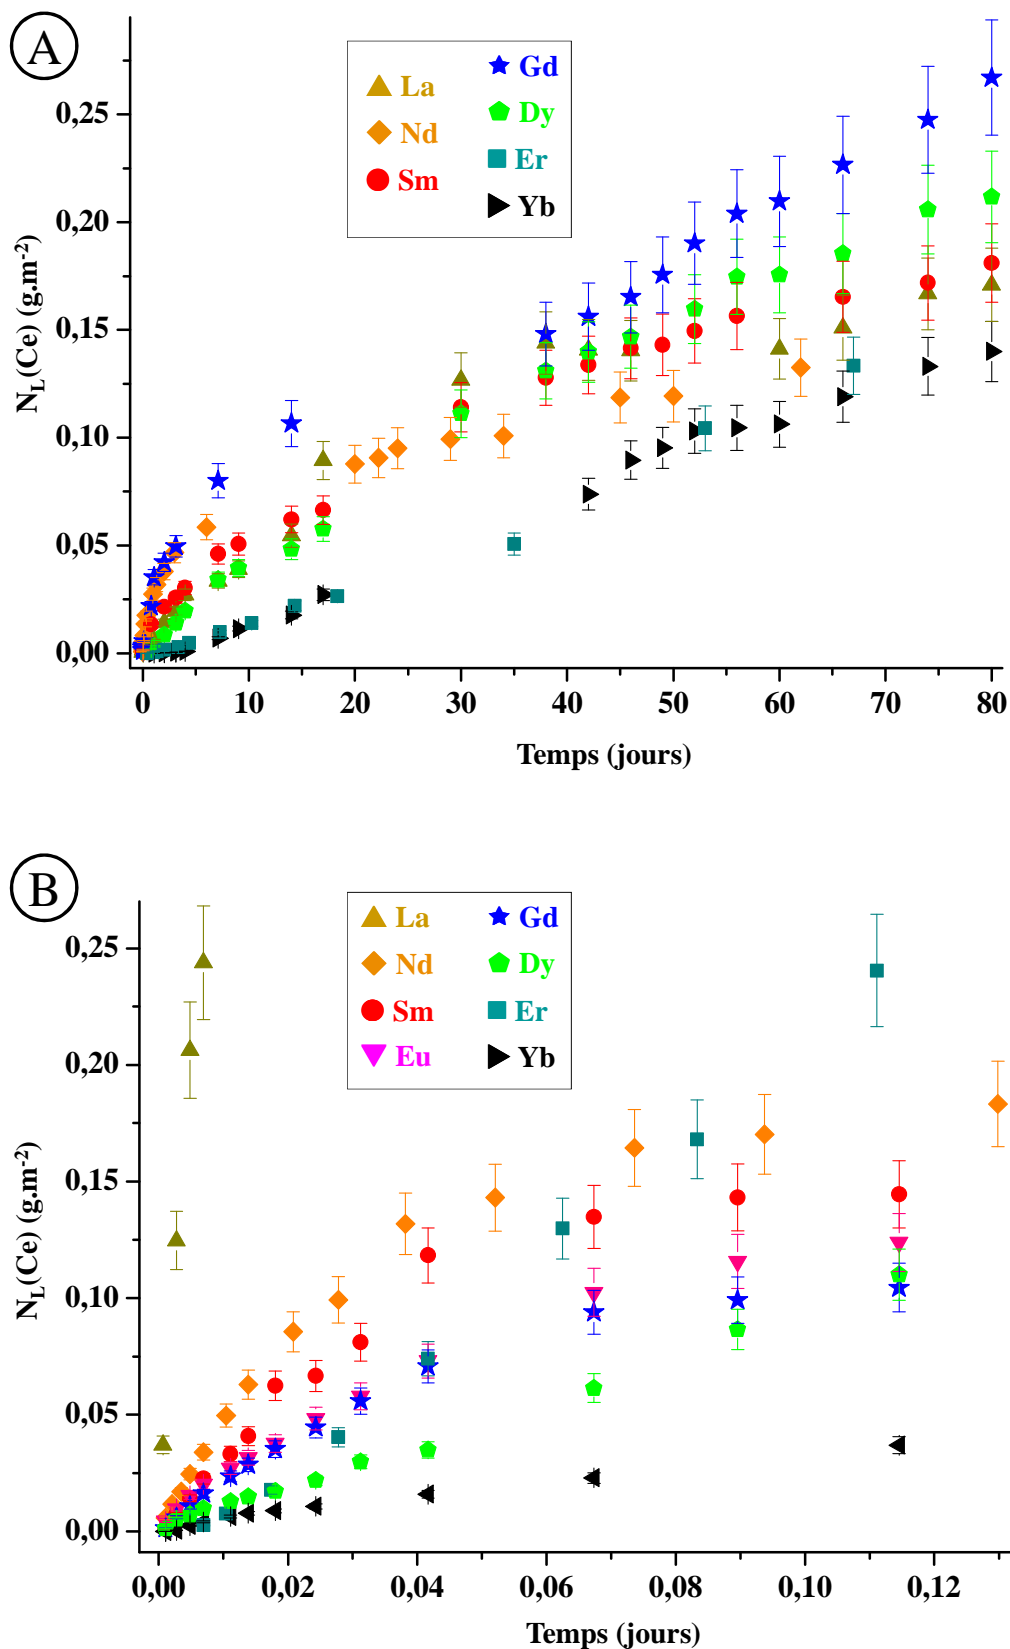 A
La
Nd
Sm
Gd
Dy
Er
Yb
N_L(Ce) (g.m⁻²)
0,25
0,20
0,15
0,10
0,05
0,00
0 10 20 30 40 50 60 70 80
Temps (jours)
B
La
Nd
Sm
Eu
Gd
Dy
Er
Yb
N_L(Ce) (g.m⁻²)
0,25
0,20
0,15
0,10
0,05
0,00
0,00 0,02 0,04 0,06 0,08 0,10 0,12
Temps (jours)